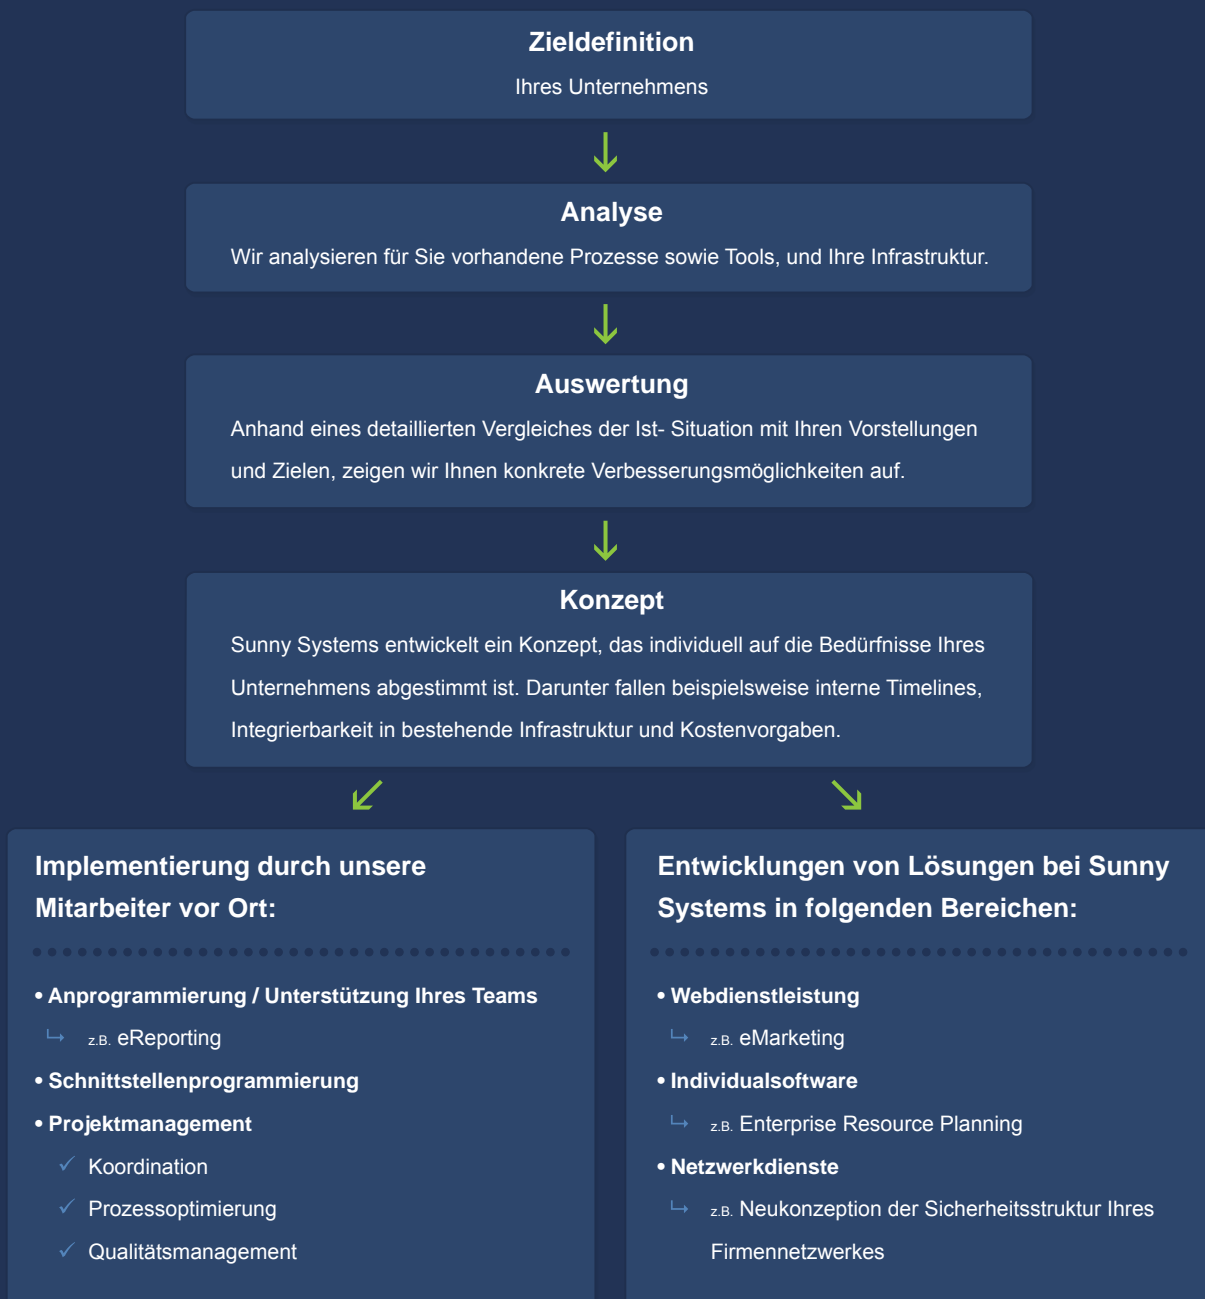 Zieldefinition
Ihres Unternehmens
Analyse
Wir analysieren für Sie vorhandene Prozesse sowie Tools, und Ihre Infrastruktur.
Auswertung
Anhand eines detaillierten Vergleiches der Ist- Situation mit Ihren Vorstellungen
und Zielen, zeigen wir Ihnen konkrete Verbesserungsmöglichkeiten auf.
Konzept
Sunny Systems entwickelt ein Konzept, das individuell auf die Bedürfnisse Ihres
Unternehmens abgestimmt ist. Darunter fallen beispielsweise interne Timelines,
Integrierbarkeit in bestehende Infrastruktur und Kostenvorgaben.
Implementierung durch unsere
Mitarbeiter vor Ort:
• Anprogrammierung / Unterstützung Ihres Teams
z.B. eReporting
• Schnittstellenprogrammierung
• Projektmanagement
✓ Koordination
✓ Prozessoptimierung
✓ Qualitätsmanagement
Entwicklungen von Lösungen bei Sunny
Systems in folgenden Bereichen:
• Webdienstleistung
z.B. eMarketing
• Individualsoftware
z.B. Enterprise Resource Planning
• Netzwerkdienste
z.B. Neukonzeption der Sicherheitsstruktur Ihres
Firmennetzwerkes